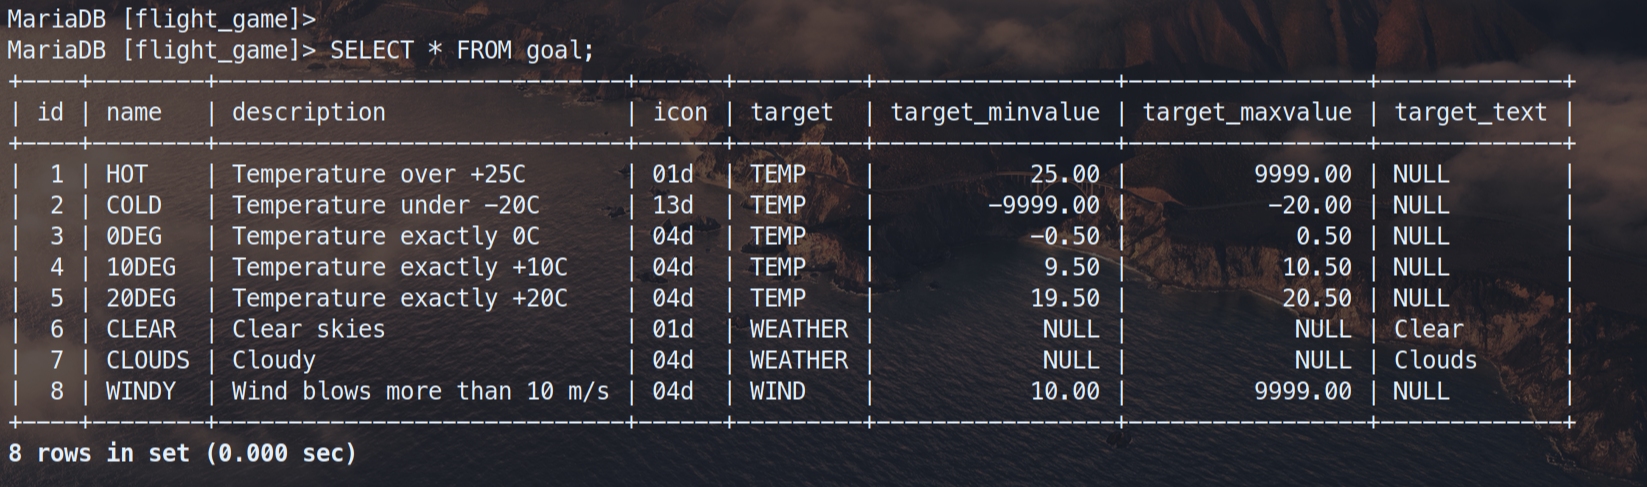 MariaDB [flight_game]>
MariaDB [flight_game]> SELECT * FROM goal;
+----+--------+-----------------------------+------+---------+-----------------+-----------------+-------------+
| id | name   | description                 | icon | target  | target_minvalue | target_maxvalue | target_text |
+----+--------+-----------------------------+------+---------+-----------------+-----------------+-------------+
|  1 | HOT    | Temperature over +25C       | 01d  | TEMP    |           25.00 |         9999.00 | NULL        |
|  2 | COLD   | Temperature under -20C      | 13d  | TEMP    |        -9999.00 |          -20.00 | NULL        |
|  3 | 0DEG   | Temperature exactly 0C      | 04d  | TEMP    |           -0.50 |            0.50 | NULL        |
|  4 | 10DEG  | Temperature exactly +10C    | 04d  | TEMP    |            9.50 |           10.50 | NULL        |
|  5 | 20DEG  | Temperature exactly +20C    | 04d  | TEMP    |           19.50 |           20.50 | NULL        |
|  6 | CLEAR  | Clear skies                 | 01d  | WEATHER |            NULL |            NULL | Clear       |
|  7 | CLOUDS | Cloudy                      | 04d  | WEATHER |            NULL |            NULL | Clouds      |
|  8 | WINDY  | Wind blows more than 10 m/s | 04d  | WIND    |           10.00 |         9999.00 | NULL        |
+----+--------+-----------------------------+------+---------+-----------------+-----------------+-------------+
8 rows in set (0.000 sec)